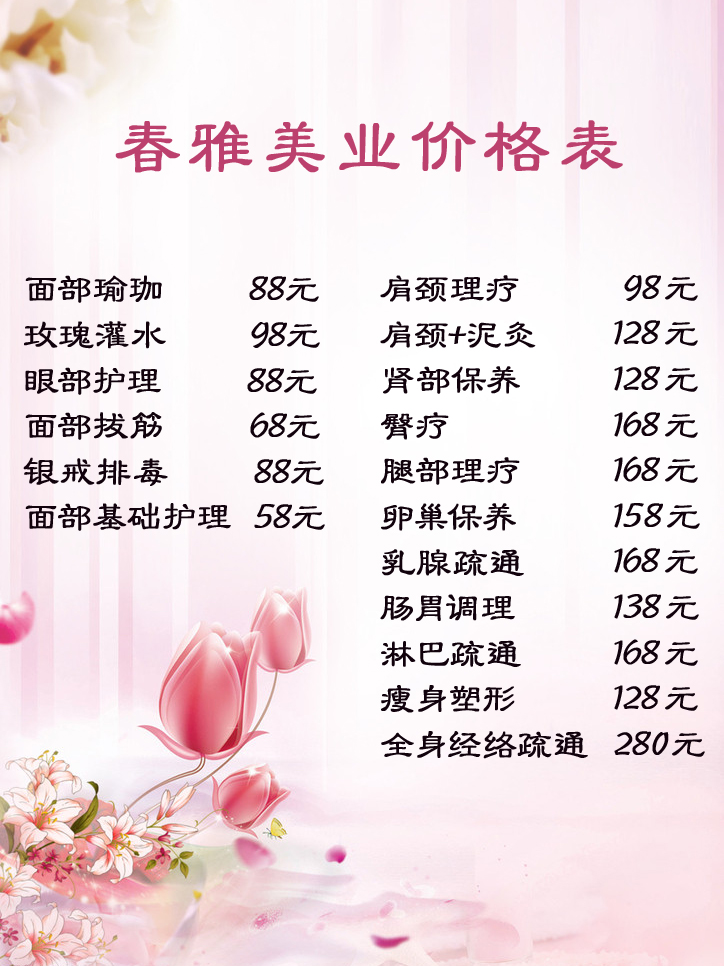 春雅美业价格表
面部瑜珈 88元
玫瑰灌水 98元
眼部护理 88元
面部拨筋 68元
银戒排毒 88元
面部基础护理 58元
肩颈理疗 98元
肩颈+泥灸 128元
肾部保养 128元
臀疗 168元
腿部理疗 168元
卵巢保养 158元
乳腺疏通 168元
肠胃调理 138元
淋巴疏通 168元
瘦身塑形 128元
全身经络疏通 280元